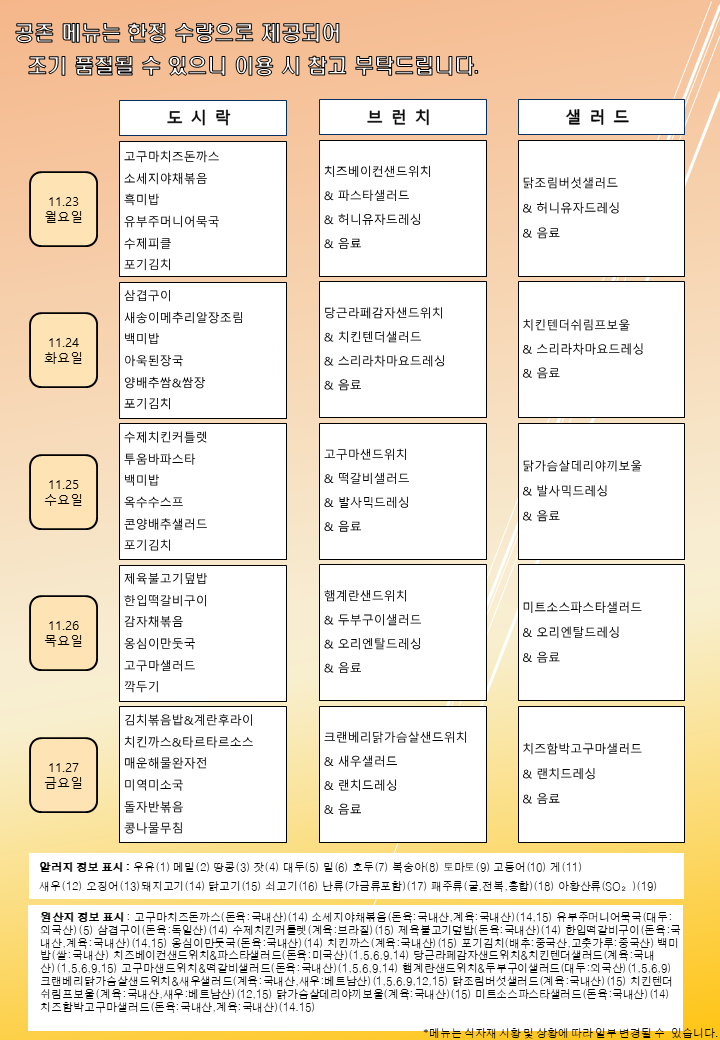 공존 메뉴는 한정 수량으로 제공되어
조기 품절될 수 있으니 이용 시 참고 부탁드립니다.
도 시 락
브 런 치
샐 러 드
11.23
월요일
고구마치즈돈까스
소세지야채볶음
흑미밥
유부주머니어묵국
수제피클
포기김치
치즈베이컨샌드위치
& 파스타샐러드
& 허니유자드레싱
& 음료
닭조림버섯샐러드
& 허니유자드레싱
& 음료
11.24
화요일
삼겹구이
새송이메추리알장조림
백미밥
아욱된장국
양배추쌈&쌈장
포기김치
당근라페감자샌드위치
& 치킨텐더샐러드
& 스리라차마요드레싱
& 음료
치킨텐더쉬림프보울
& 스리라차마요드레싱
& 음료
11.25
수요일
수제치킨커틀렛
투움바파스타
백미밥
옥수수스프
콘양배추샐러드
포기김치
고구마샌드위치
& 떡갈비샐러드
& 발사믹드레싱
& 음료
닭가슴살데리야끼보울
& 발사믹드레싱
& 음료
11.26
목요일
제육불고기덮밥
한입떡갈비구이
감자채볶음
옹심이만둣국
고구마샐러드
깍두기
햄계란샌드위치
& 두부구이샐러드
& 오리엔탈드레싱
& 음료
미트소스파스타샐러드
& 오리엔탈드레싱
& 음료
11.27
금요일
김치볶음밥&계란후라이
치킨까스&타르타르소스
매운해물완자전
미역미소국
돌자반볶음
콩나물무침
크랜베리닭가슴살샌드위치
& 새우샐러드
& 랜치드레싱
& 음료
치즈함박고구마샐러드
& 랜치드레싱
& 음료
알러지 정보 표시 : 우유(1) 메밀(2) 땅콩(3) 잣(4) 대두(5) 밀(6) 호두(7) 복숭아(8) 토마토(9) 고등어(10) 게(11)
새우(12) 오징어(13)돼지고기(14) 닭고기(15) 쇠고기(16) 난류(가금류포함)(17) 패주류(굴,전복,홍합)(18) 아황산류(SO₂ )(19)
원산지 정보 표시 : 고구마치즈돈까스(돈육:국내산)(14) 소세지야채볶음(돈육:국내산,계육:국내산)(14,15) 유부주머니어묵국(대두:
외국산)(5) 삼겹구이(돈육:독일산)(14) 수제치킨커틀렛(계육:브라질)(15) 제육불고기덮밥(돈육:국내산)(14) 한입떡갈비구이(돈육:국
내산,계육:국내산)(14,15) 옹심이만둣국(돈육:국내산)(14) 치킨까스(계육:국내산)(15) 포기김치(배추:중국산,고춧가루:중국산) 백미
밥(쌀:국내산) 치즈베이컨샌드위치&파스타샐러드(돈육:미국산)(1.5.6.9.14) 당근라페감자샌드위치&치킨텐더샐러드(계육:국내
산)(1.5.6.9.15) 고구마샌드위치&떡갈비샐러드(돈육:국내산)(1.5.6.9.14) 햄계란샌드위치&두부구이샐러드(대두:외국산)(1.5.6.9)
크랜베리닭가슴살샌드위치&새우샐러드(계육:국내산,새우:베트남산)(1.5.6.9.12.15) 닭조림버섯샐러드(계육:국내산)(15) 치킨텐더
쉬림프보울(계육:국내산,새우:베트남산)(12.15) 닭가슴살데리야끼보울(계육:국내산)(15) 미트소스파스타샐러드(돈육:국내산)(14)
치즈함박고구마샐러드(돈육:국내산,계육:국내산)(14.15)
*메뉴는 식자재 시황 및 상황에 따라 일부 변경될 수 있습니다.